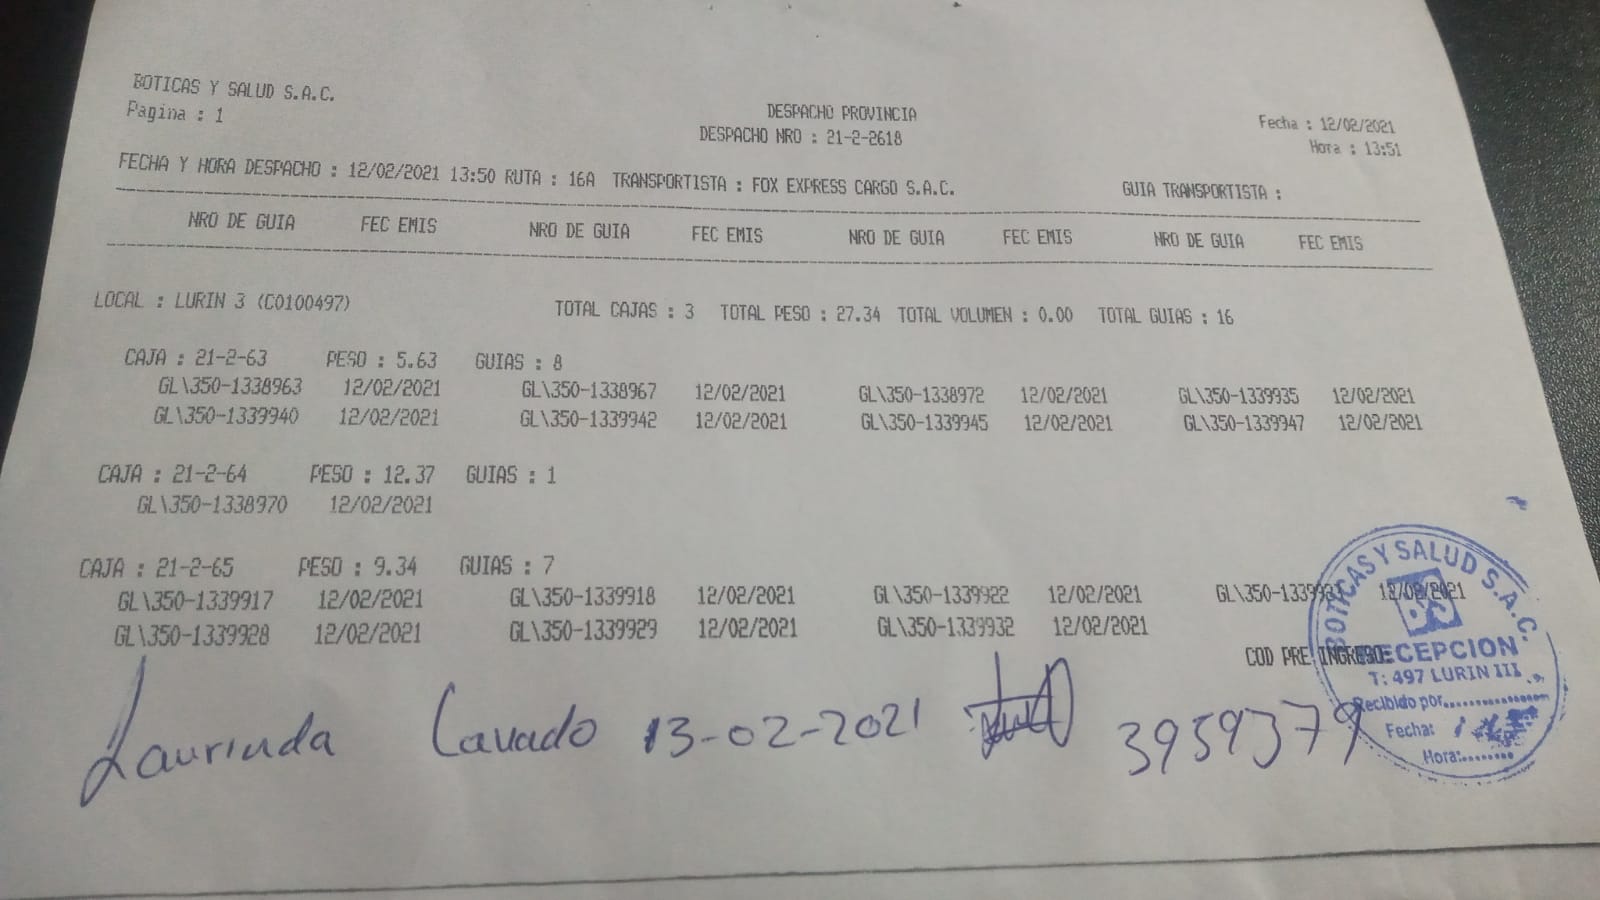 BOTICAS Y SALUD S.A.C.
Pagina : 1
DESPACHO PROVINCIA
DESPACHO NRO : 21-2-2618
Fecha : 12/02/2021
Hora : 13:51
FECHA Y HORA DESPACHO : 12/02/2021 13:50 RUTA : 16A TRANSPORTISTA : FOX EXPRESS CARGO S.A.C. GUIA TRANSPORTISTA :
NRO DE GUIA FEC EMIS NRO DE GUIA FEC EMIS NRO DE GUIA FEC EMIS NRO DE GUIA FEC EMIS
LOCAL : LURIN 3 (C0100497) TOTAL CAJAS : 3 TOTAL PESO : 27.34 TOTAL VOLUMEN : 0.00 TOTAL GUIAS : 16
CAJA : 21-2-63 PESO : 5.63 GUIAS : 8
GL\350-1338963 12/02/2021 GL\350-1338967 12/02/2021 GL\350-1338972 12/02/2021 GL\350-1339935 12/02/2021
GL\350-1339940 12/02/2021 GL\350-1339942 12/02/2021 GL\350-1339945 12/02/2021 GL\350-1339947 12/02/2021
CAJA : 21-2-64 PESO : 12.37 GUIAS : 1
GL\350-1338970 12/02/2021
CAJA : 21-2-65 PESO : 9.34 GUIAS : 7
GL\350-1339917 12/02/2021 GL\350-1339918 12/02/2021 GL\350-1339922 12/02/2021 12/02/2021
GL\350-1339928 12/02/2021 GL\350-1339929 12/02/2021 GL\350-1339932 12/02/2021
COD PRE INGRESO:
Laurinda Cavado 13-02-2021 3959379
BOTICAS Y SALUD S.A.C.
BS
RECEPCION
T: 497 LURIN III
Recibido por
Fecha:
Hora: